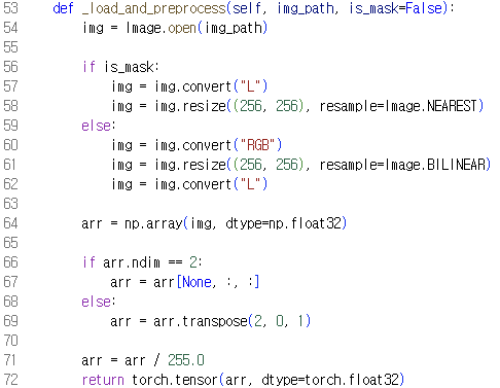 53 def _load_and_preprocess(self, img_path, is_mask=False):
54 img = Image.open(img_path)
55
56 if is_mask:
57 img = img.convert("L")
58 img = img.resize((256, 256), resample=Image.NEAREST)
59 else:
60 img = img.convert("RGB")
61 img = img.resize((256, 256), resample=Image.BILINEAR)
62 img = img.convert("L")
63
64 arr = np.array(img, dtype=np.float32)
65
66 if arr.ndim == 2:
67 arr = arr[None, :, :]
68 else:
69 arr = arr.transpose(2, 0, 1)
70
71 arr = arr / 255.0
72 return torch.tensor(arr, dtype=torch.float32)